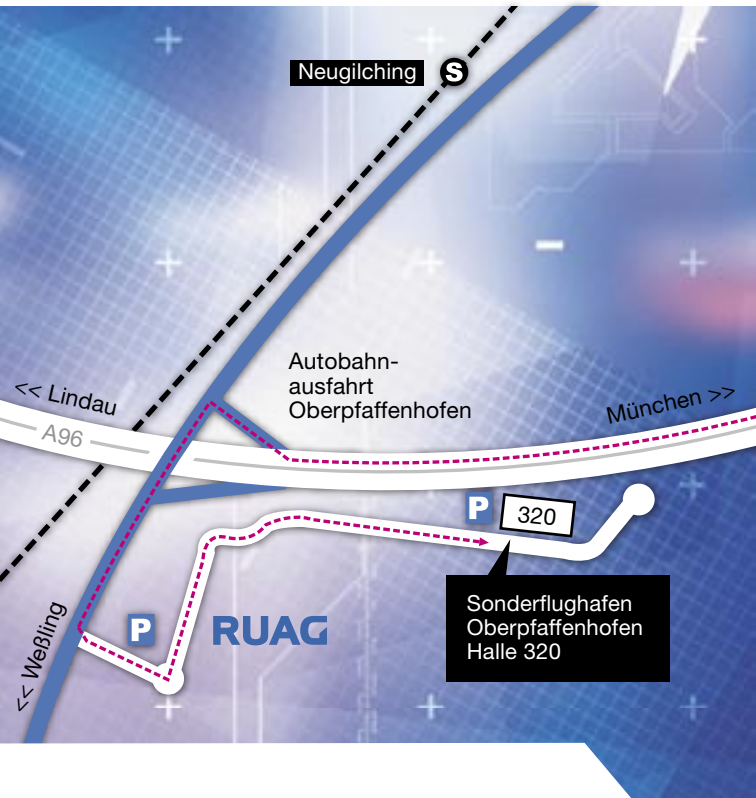 Neugilching S
Autobahn-
ausfahrt
Oberpfaffenhofen
<< Lindau
München >>
A96
P
320
<< Weßling
P
RUAG
Sonderflughafen
Oberpfaffenhofen
Halle 320